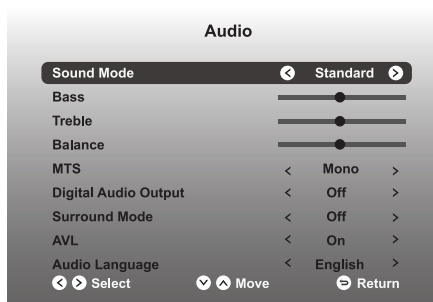 Audio
Sound Mode Standard
Bass
Treble
Balance
MTS Mono
Digital Audio Output Off
Surround Mode Off
AVL On
Audio Language English
Select Move Return